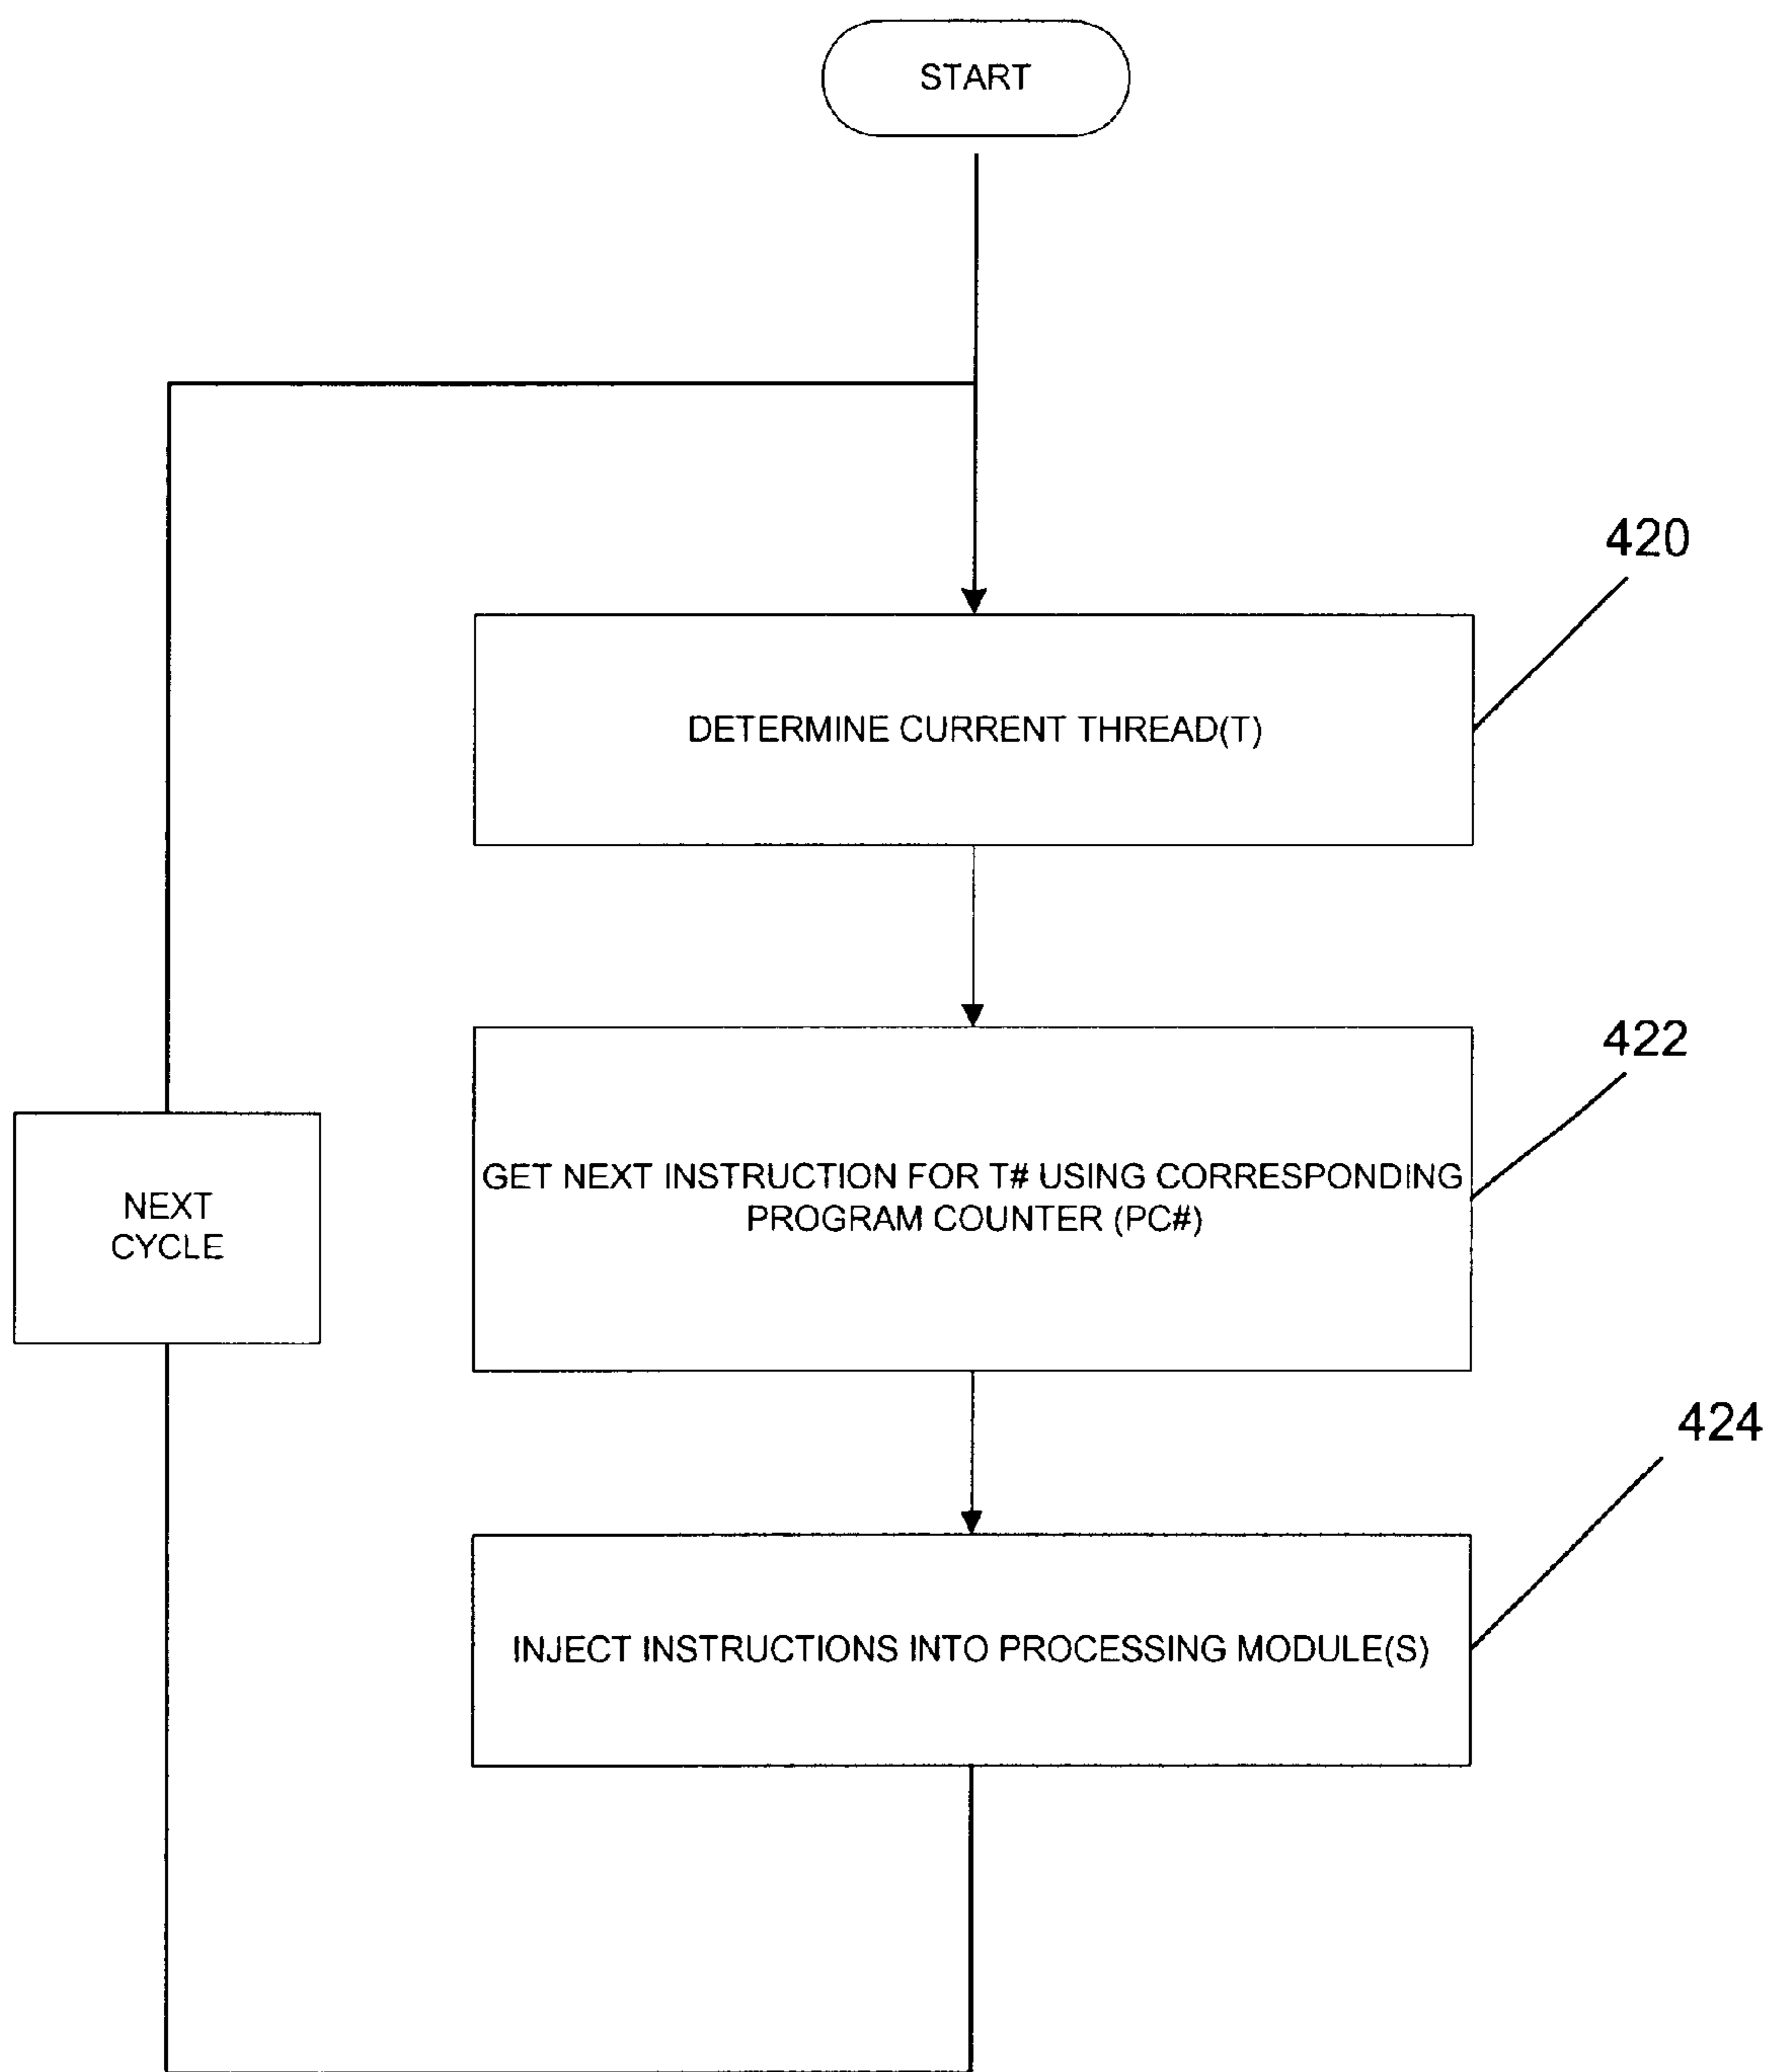 START
420
DETERMINE CURRENT THREAD(T)
422
GET NEXT INSTRUCTION FOR T# USING CORRESPONDING
PROGRAM COUNTER (PC#)
NEXT
CYCLE
424
INJECT INSTRUCTIONS INTO PROCESSING MODULE(S)